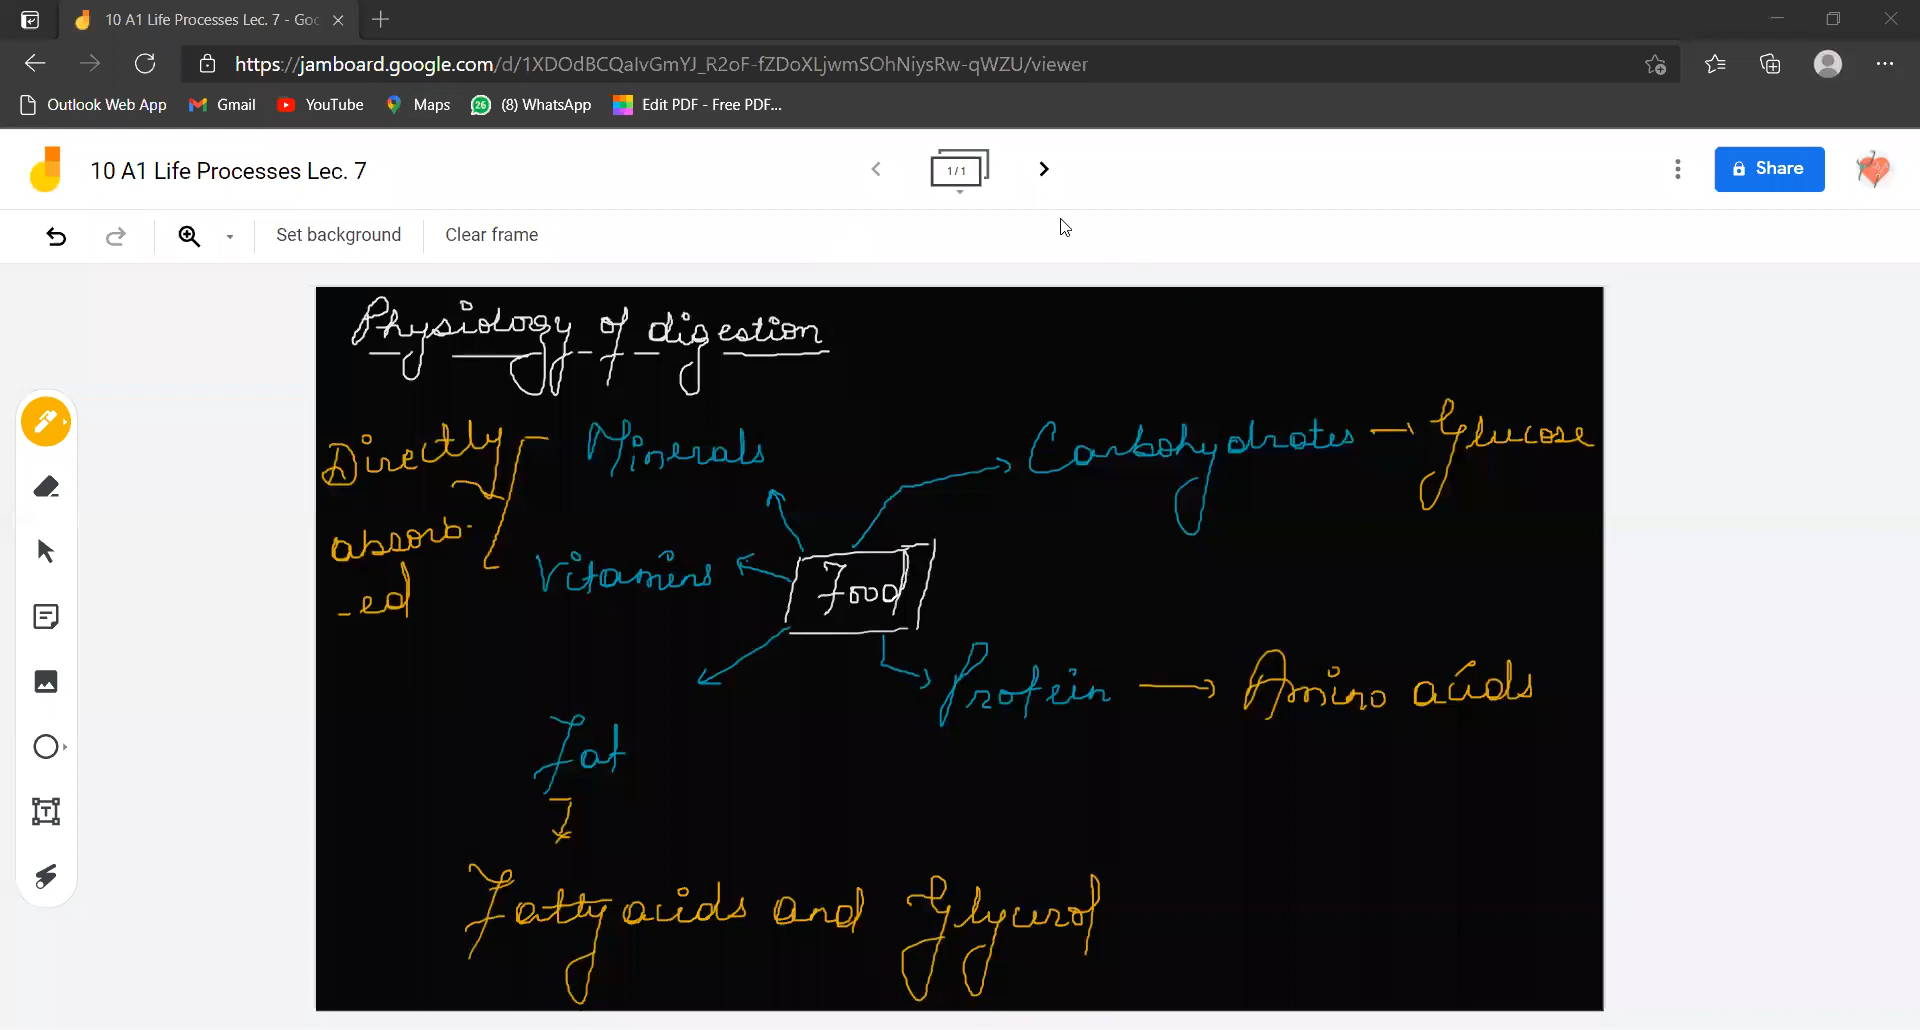 10 A1 Life Processes Lec. 7 - Goo
https://jamboard.google.com/d/1XDOdBCQaIvGmYJ_R2oF-fZDoXLjwmSOhNiysRw-qWZU/viewer
Outlook Web App Gmail YouTube Maps 26 (8) WhatsApp Edit PDF - Free PDF...
10 A1 Life Processes Lec. 7
1/1
Share
Set background Clear frame
Physiology of digestion
Directly absorb-
-ed
Minerals
Vitamins
Carbohydrates — Glucose
Food
Protein → Amino acids
Fat
Fatty acids and Glycerol